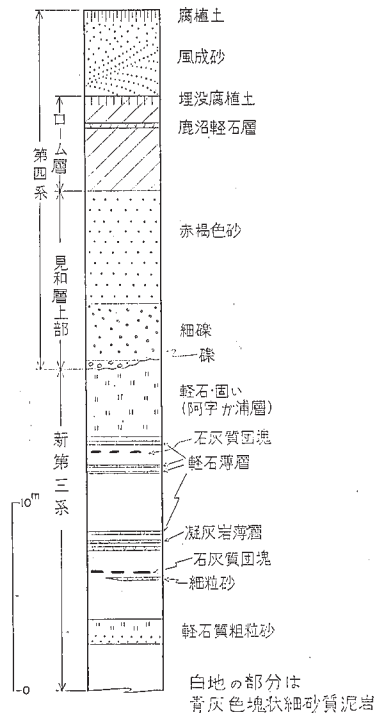 腐植土
風成砂
埋没腐植土
鹿沼軽石層
ローム層
第四系
赤褐色砂
見和層上部
細礫
礫
軽石・固い
(阿字が浦層)
石灰質団塊
軽石薄層
新第三系
10m
凝灰岩薄層
石灰質団塊
細粒砂
軽石質粗粒砂
0
白地の部分は
青灰色塊状細砂質泥岩